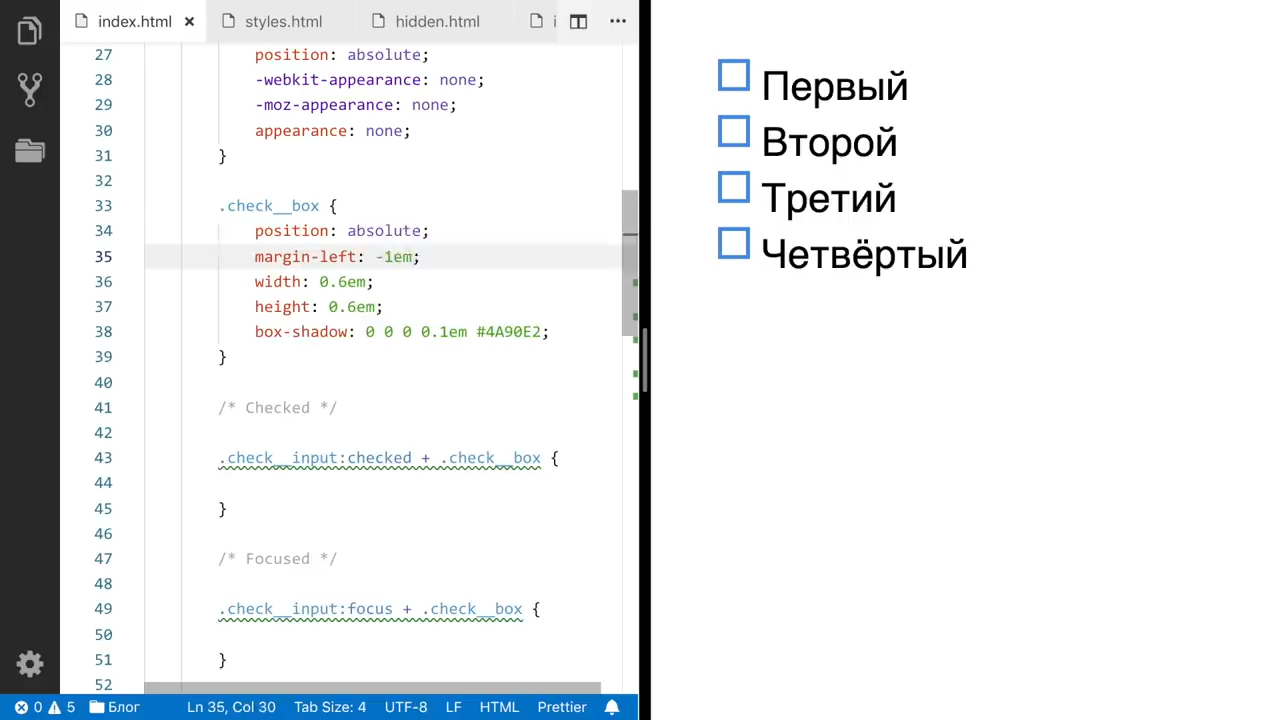 index.html
styles.html
hidden.html
i
27 position: absolute;
28 -webkit-appearance: none;
29 -moz-appearance: none;
30 appearance: none;
31 }
32
33 .check__box {
34 position: absolute;
35 margin-left: -1em;
36 width: 0.6em;
37 height: 0.6em;
38 box-shadow: 0 0 0 0.1em #4A90E2;
39 }
40
41 /* Checked */
42
43 .check__input:checked + .check__box {
44
45 }
46
47 /* Focused */
48
49 .check__input:focus + .check__box {
50
51 }
52
0 5 Блог Ln 35, Col 30 Tab Size: 4 UTF-8 LF HTML Prettier
Первый
Второй
Третий
Четвёртый